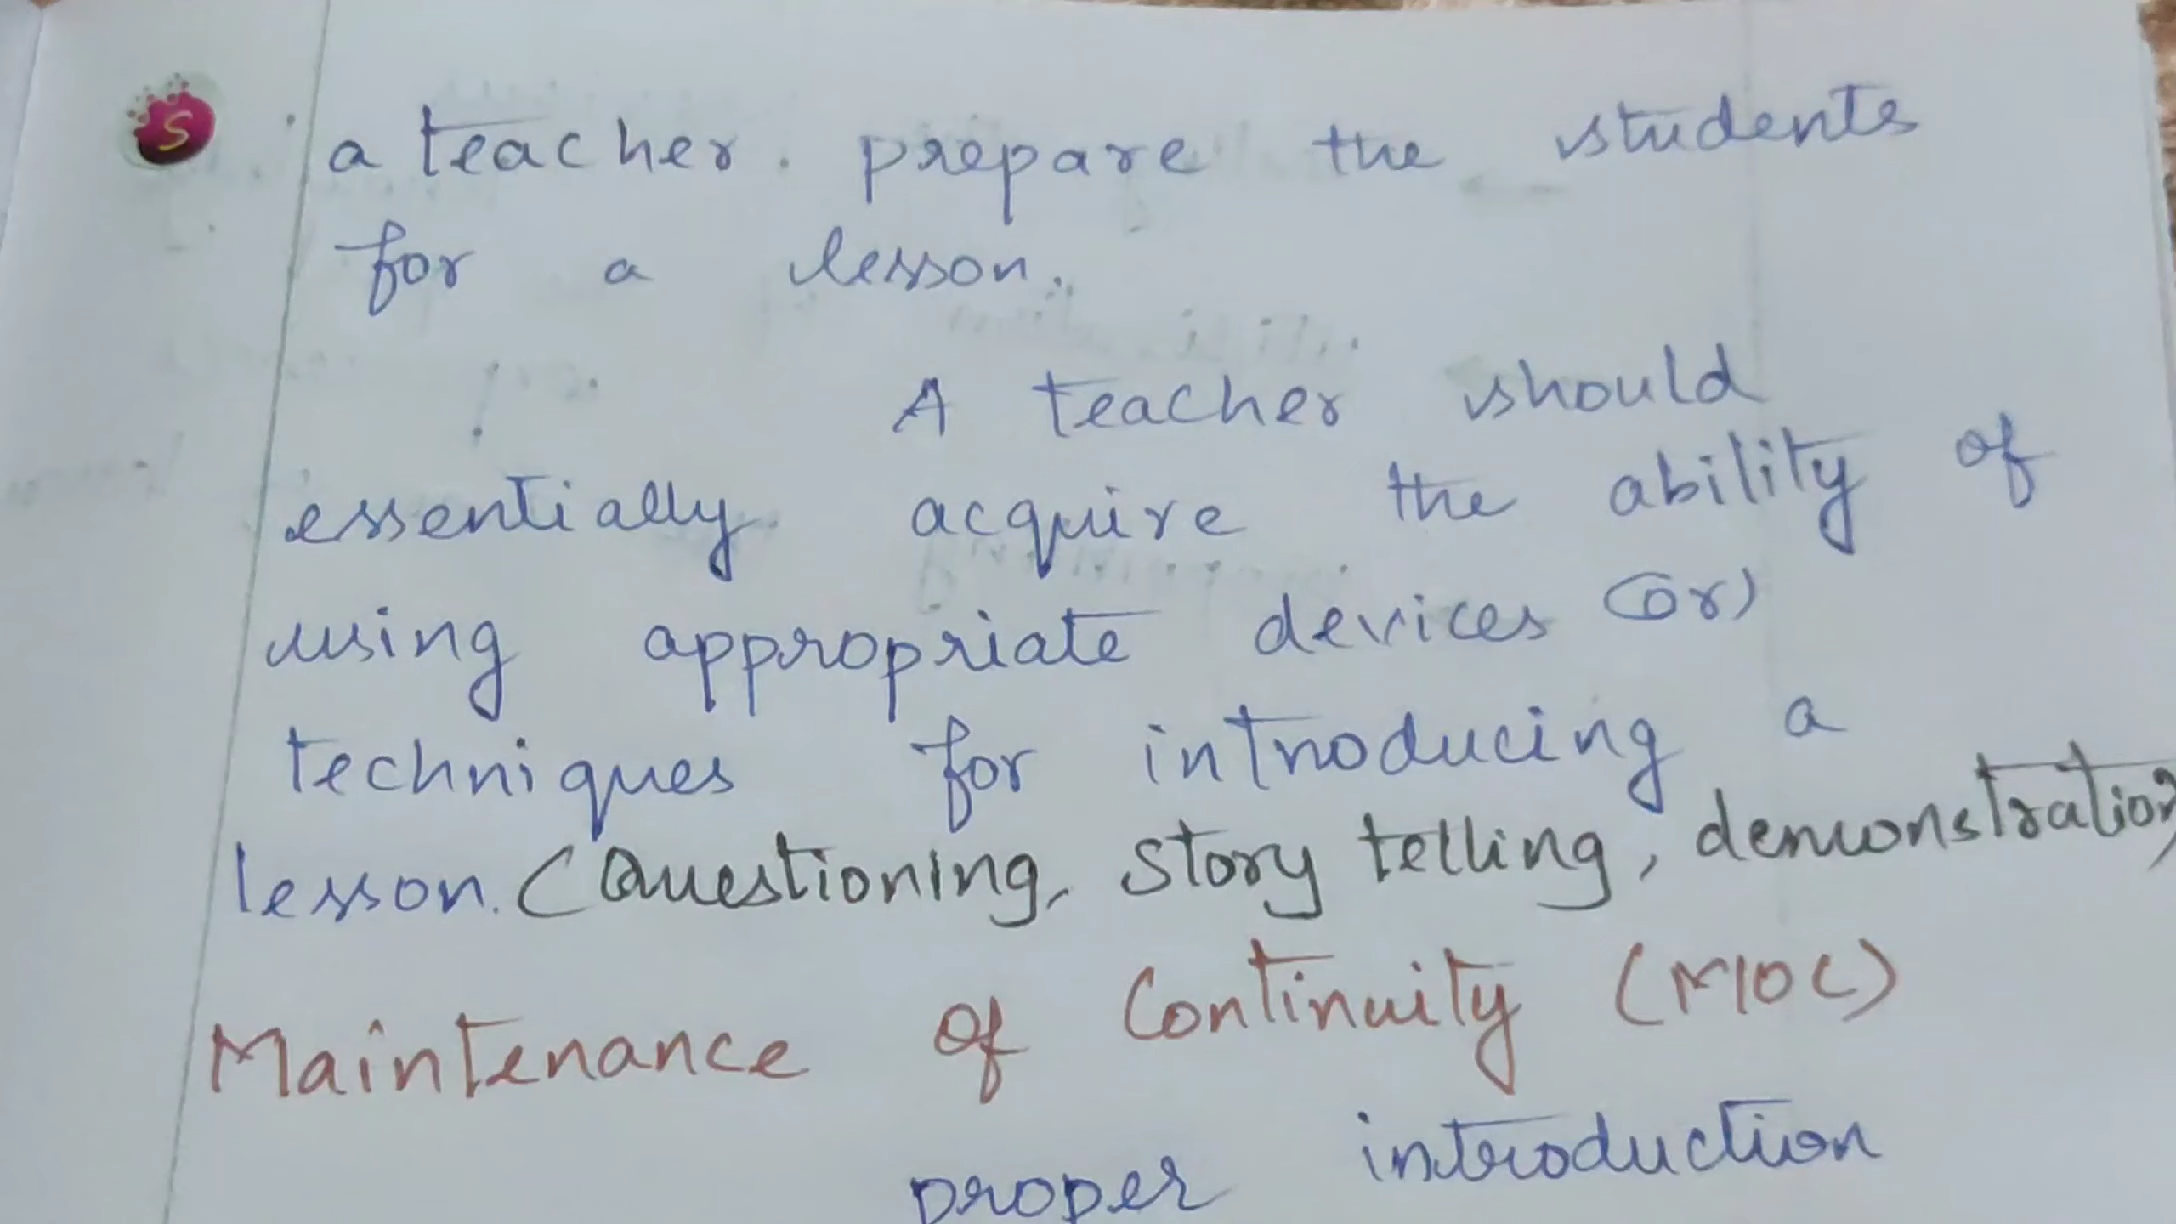 S
a teacher. prepare the students
for a lesson.
A teacher should
essentially acquire the ability of
using appropriate devices (or)
techniques for introducing a
lesson. (Questioning, story telling, demonstration)
Maintenance of Continuity (MOC)
proper introduction